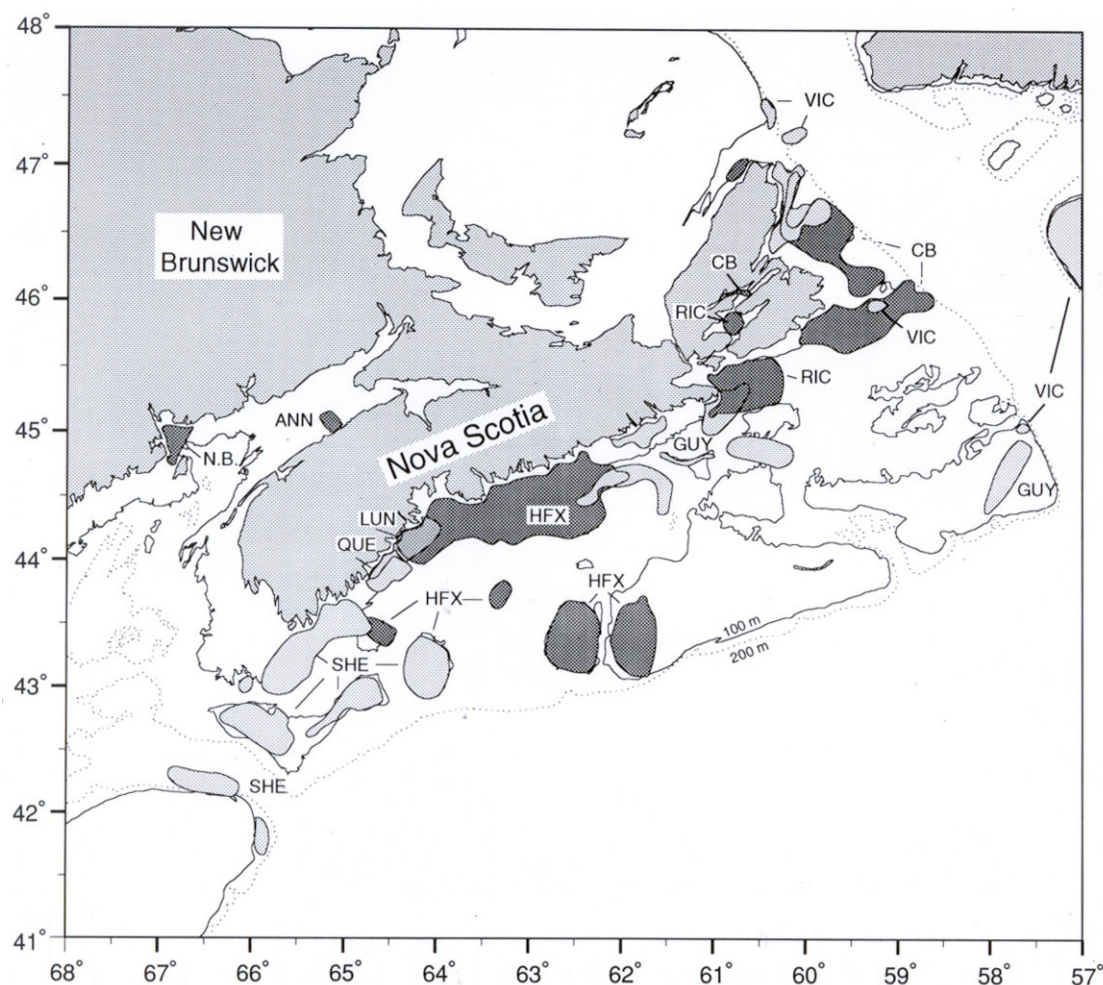 48°
47°
46°
45°
44°
43°
42°
41°
VIC
New
Brunswick
CB
CB
RIC
VIC
RIC
VIC
ANN
N.B.
Nova Scotia
GUY
GUY
LUN
HFX
QUE
HFX
HFX
100 m
200 m
SHE
SHE
68° 67° 66° 65° 64° 63° 62° 61° 60° 59° 58° 57°